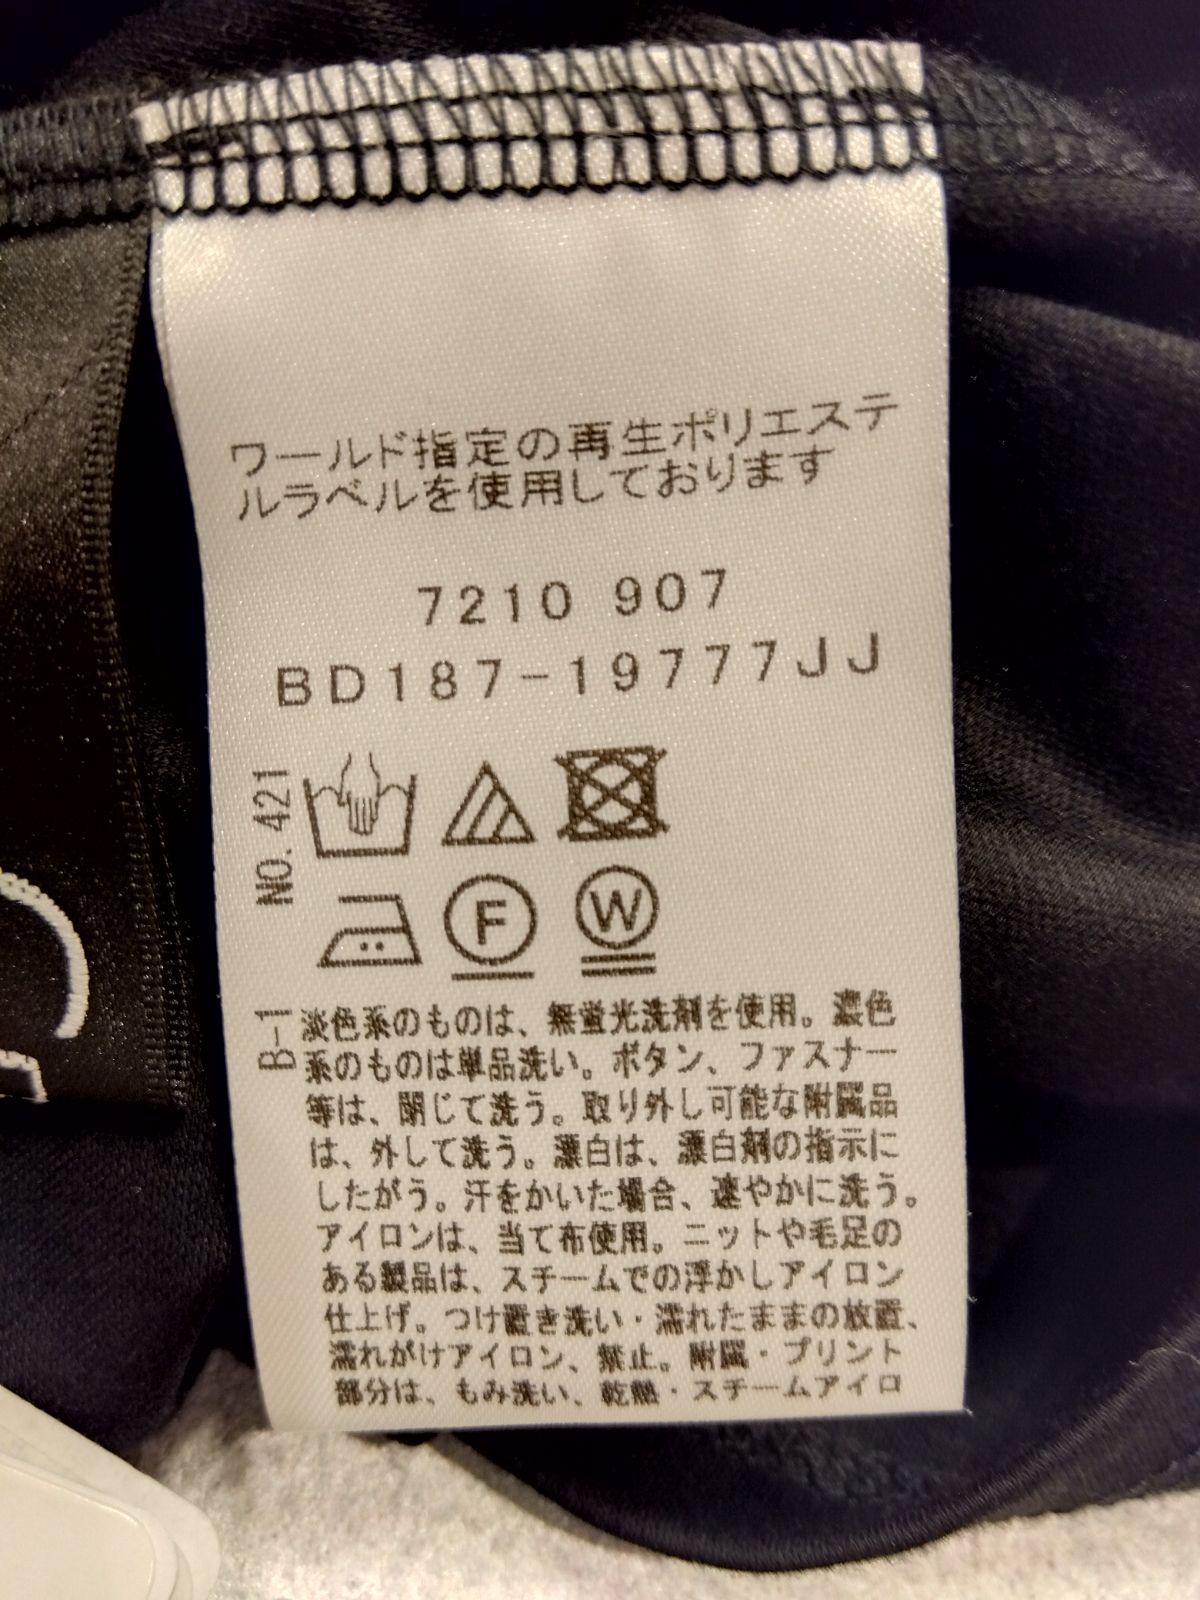 ワールド指定の再生ポリエステ
ルラベルを使用しております
7210 907
BD187-19777JJ
NO. 421
F
W
B-1
淡色系のものは、無蛍光洗剤を使用。濃色
系のものは単品洗い。ボタン、ファスナー
等は、閉じて洗う。取り外し可能な附属品
は、外して洗う。漂白は、漂白剤の指示に
したがう。汗をかいた場合、速やかに洗う。
アイロンは、当て布使用。ニットや毛足の
ある製品は、スチームでの浮かしアイロン
仕上げ。つけ置き洗い・濡れたままの放置、
濡れがけアイロン、禁止。附属・プリント
部分は、もみ洗い、乾熱・スチームアイロ